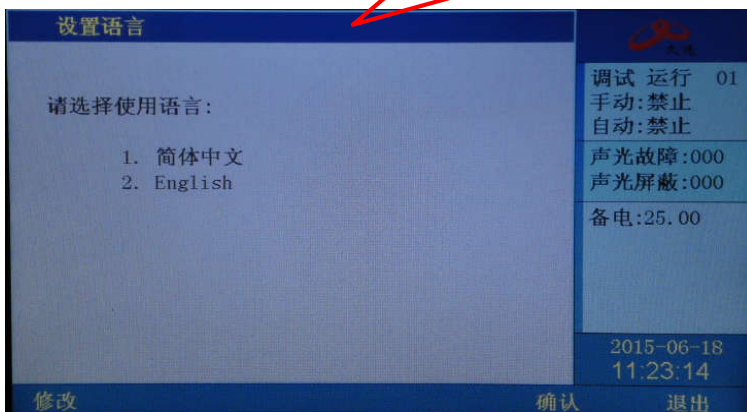 设置语言
请选择使用语言:
1. 简体中文
2. English
调试 运行 01
手动:禁止
自动:禁止
声光故障:000
声光屏蔽:000
备电:25.00
2015-06-18
11:23:14
修改
确认
退出